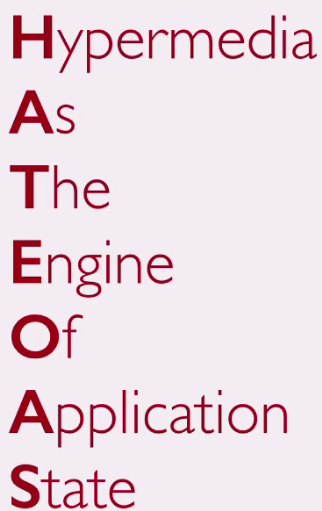 Hypermedia
As
The
Engine
Of
Application
State